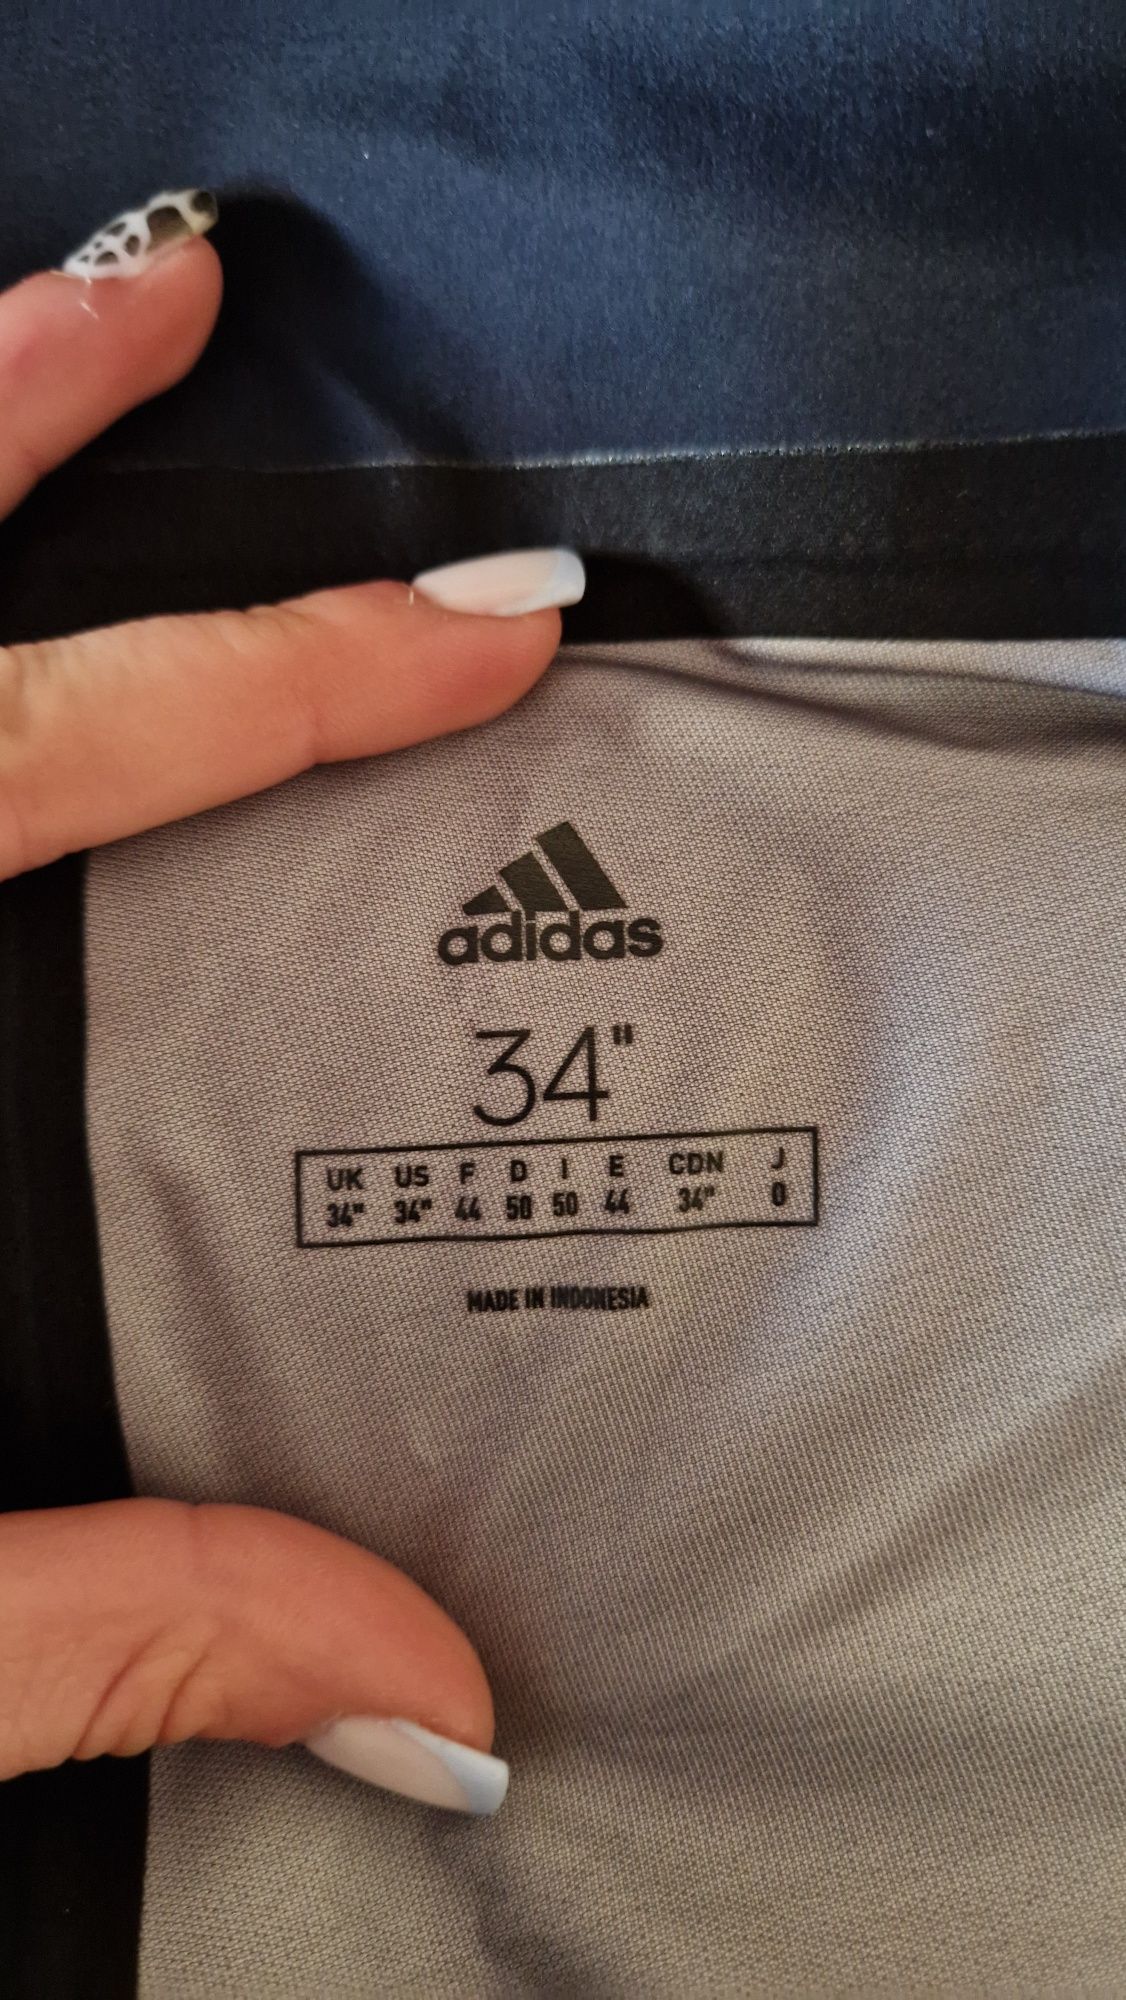 adidas
34"
UK US F D I E CDN J
34" 34" 44 50 50 44 34" O
MADE IN INDONESIA